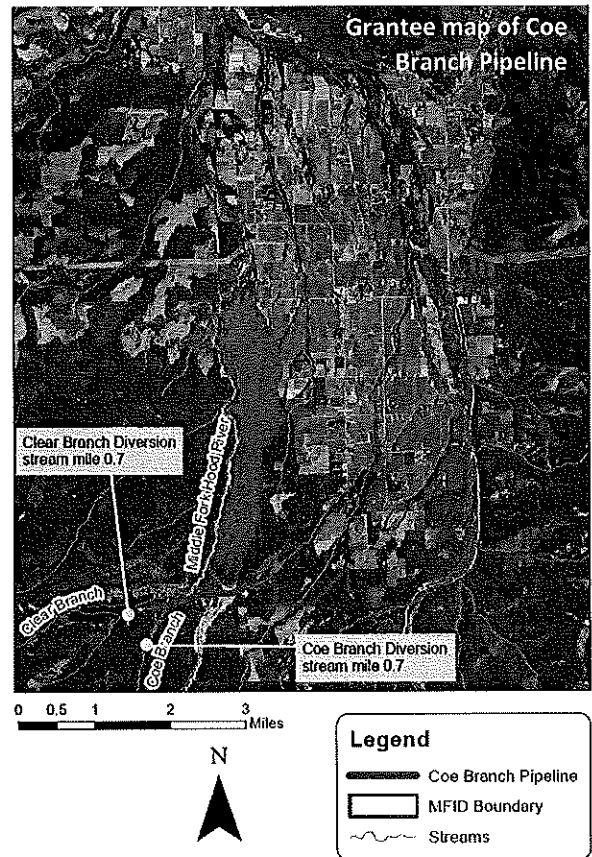 Grantee map of Coe
Branch Pipeline
Clear Branch Diversion
stream mile 0.7
Middle Fork Hood River
Clear Branch
Coe Branch
Coe Branch Diversion
stream mile 0.7
0 0.5 1 2 3
Miles
N
Legend
Coe Branch Pipeline
MFID Boundary
Streams